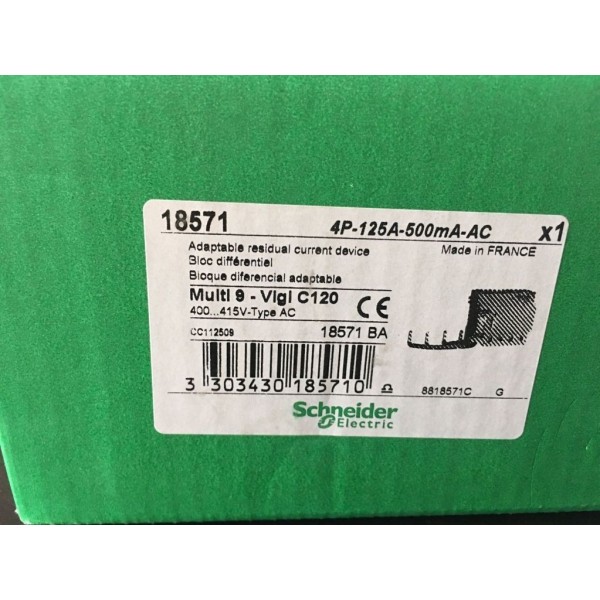 18571 4P-125A-500mA-AC x1
Adaptable residual current device Made in FRANCE
Bloc différentiel
Bloque diferencial adaptable
Multi 9 - Vigi C120 CE
400...415V-Type AC
CC112509 18571 BA
3 303430 185710
8818571C G
Schneider
Electric